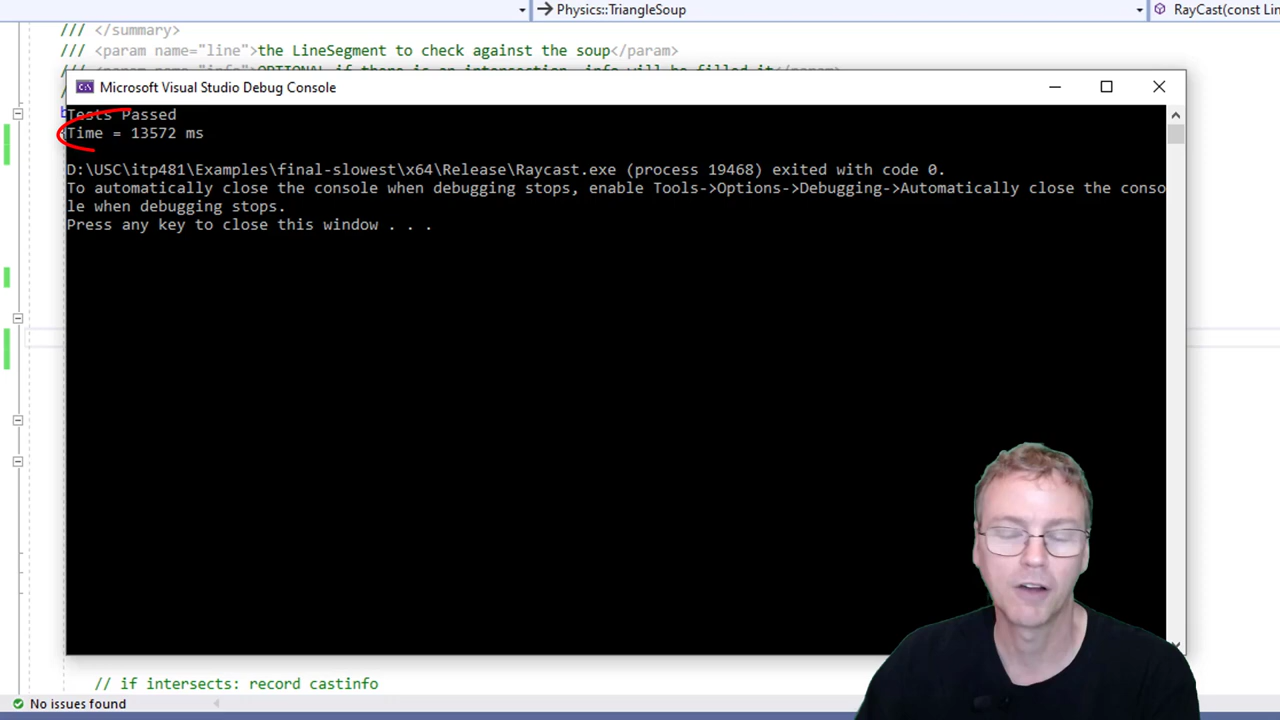 Physics::TriangleSoup
RayCast(const Lin
/// </summary>
/// <param name="line">the LineSegment to check against the soup</param>
Microsoft Visual Studio Debug Console
Tests Passed
Time = 13572 ms
D:\USC\itp481\Examples\final-slowest\x64\Release\Raycast.exe (process 19468) exited with code 0.
To automatically close the console when debugging stops, enable Tools->Options->Debugging->Automatically close the conso
le when debugging stops.
Press any key to close this window . . .
// if intersects: record castinfo
No issues found